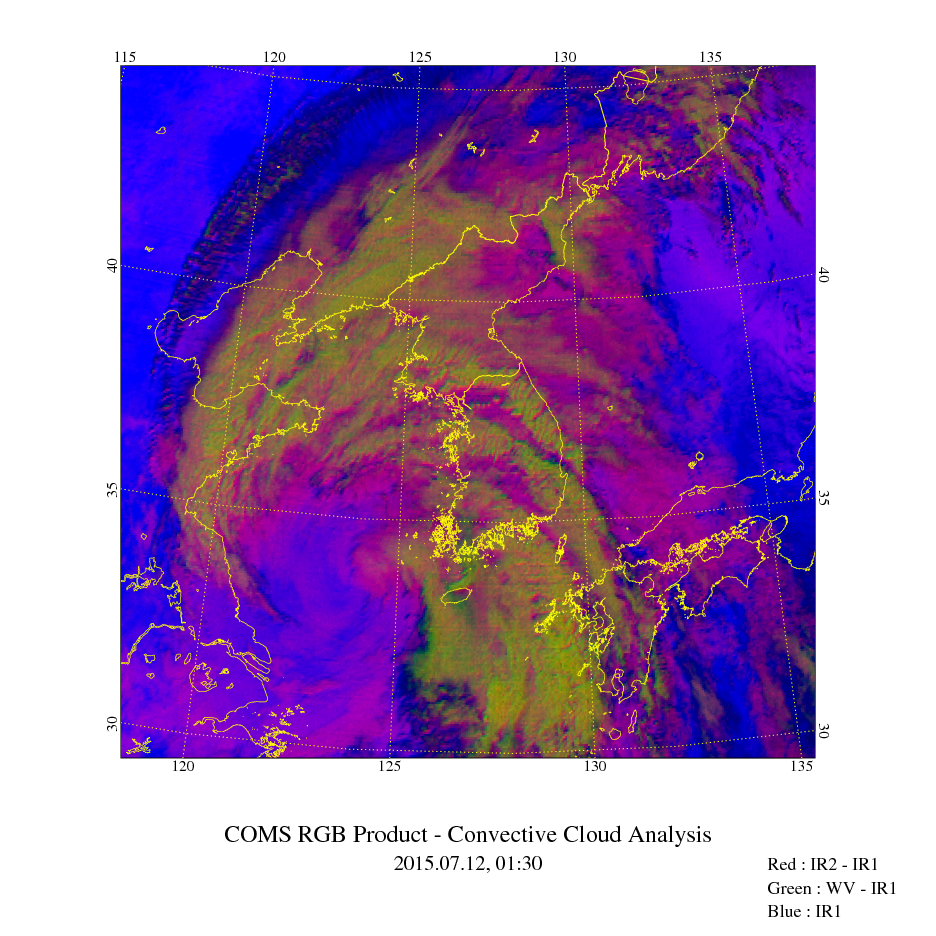 115 120 125 130 135
40 40
35 35
30 30
120 125 130 135
COMS RGB Product - Convective Cloud Analysis
2015.07.12, 01:30
Red : IR2 - IR1
Green : WV - IR1
Blue : IR1